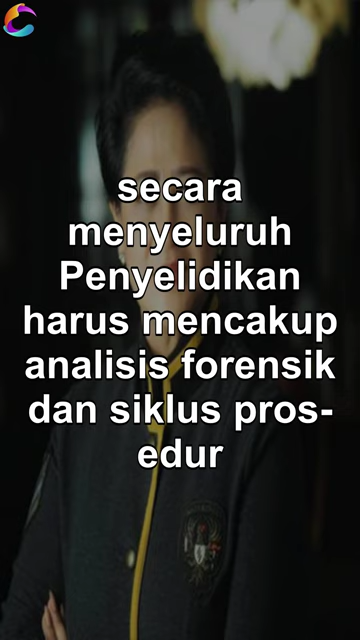 secara
menyeluruh
Penyelidikan
harus mencakup
analisis forensik
dan siklus pros-
edur